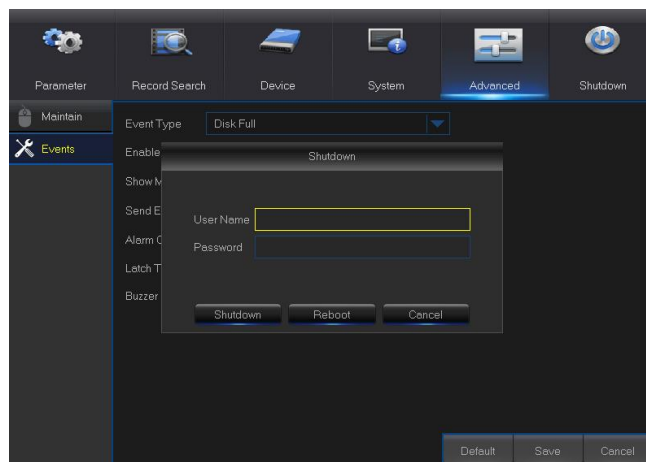 Parameter Record Search Device System Advanced Shutdown
Maintain
Events
Event Type Disk Full
Enable
Shutdown
Show M
Send E
User Name
Alarm
Password
Latch T
Buzzer
Shutdown Reboot Cancel
Default Save Cancel